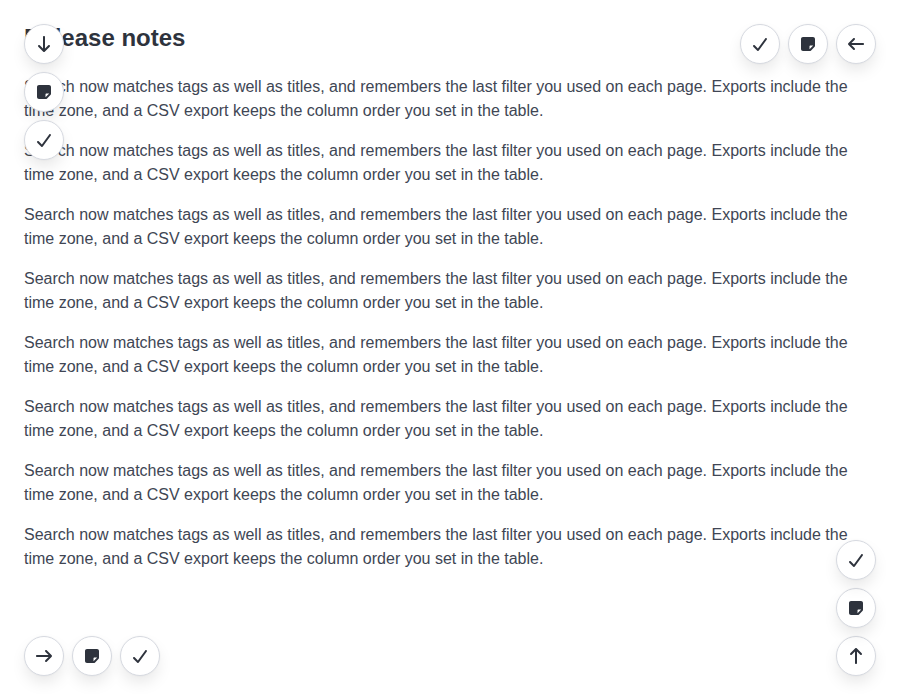 Release notes
Search now matches tags as well as titles, and remembers the last filter you used on each page. Exports include the
time zone, and a CSV export keeps the column order you set in the table.
Search now matches tags as well as titles, and remembers the last filter you used on each page. Exports include the
time zone, and a CSV export keeps the column order you set in the table.
Search now matches tags as well as titles, and remembers the last filter you used on each page. Exports include the
time zone, and a CSV export keeps the column order you set in the table.
Search now matches tags as well as titles, and remembers the last filter you used on each page. Exports include the
time zone, and a CSV export keeps the column order you set in the table.
Search now matches tags as well as titles, and remembers the last filter you used on each page. Exports include the
time zone, and a CSV export keeps the column order you set in the table.
Search now matches tags as well as titles, and remembers the last filter you used on each page. Exports include the
time zone, and a CSV export keeps the column order you set in the table.
Search now matches tags as well as titles, and remembers the last filter you used on each page. Exports include the
time zone, and a CSV export keeps the column order you set in the table.
Search now matches tags as well as titles, and remembers the last filter you used on each page. Exports include the
time zone, and a CSV export keeps the column order you set in the table.